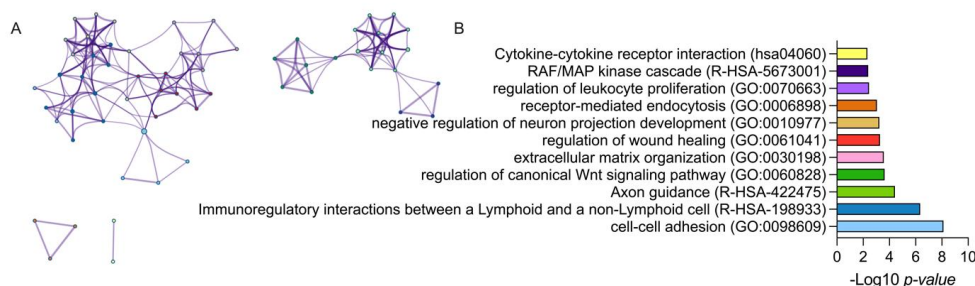 A
B
Cytokine-cytokine receptor interaction (hsa04060)
RAF/MAP kinase cascade (R-HSA-5673001)
regulation of leukocyte proliferation (GO:0070663)
receptor-mediated endocytosis (GO:0006898)
negative regulation of neuron projection development (GO:0010977)
regulation of wound healing (GO:0061041)
extracellular matrix organization (GO:0030198)
regulation of canonical Wnt signaling pathway (GO:0060828)
Axon guidance (R-HSA-422475)
Immunoregulatory interactions between a Lymphoid and a non-Lymphoid cell (R-HSA-198933)
cell-cell adhesion (GO:0098609)
0 2 4 6 8 10
-Log10 p-value